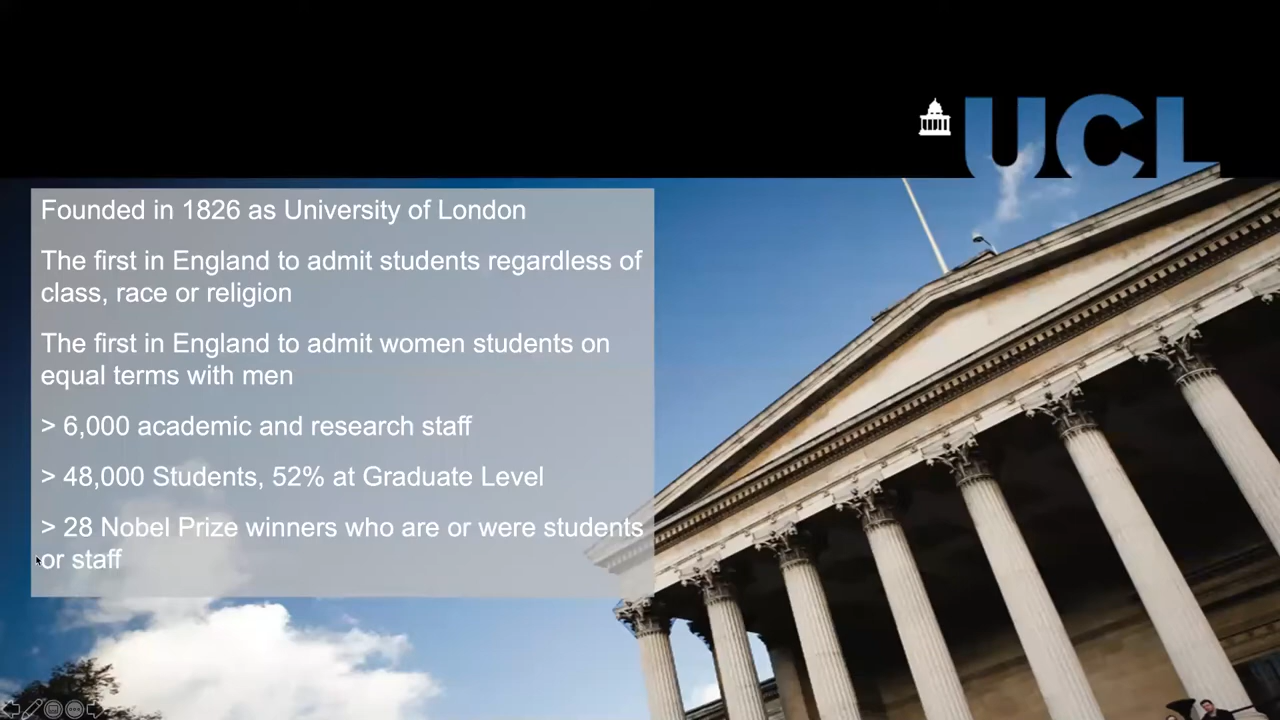 UCL
Founded in 1826 as University of London
The first in England to admit students regardless of
class, race or religion
The first in England to admit women students on
equal terms with men
> 6,000 academic and research staff
> 48,000 Students, 52% at Graduate Level
> 28 Nobel Prize winners who are or were students
or staff